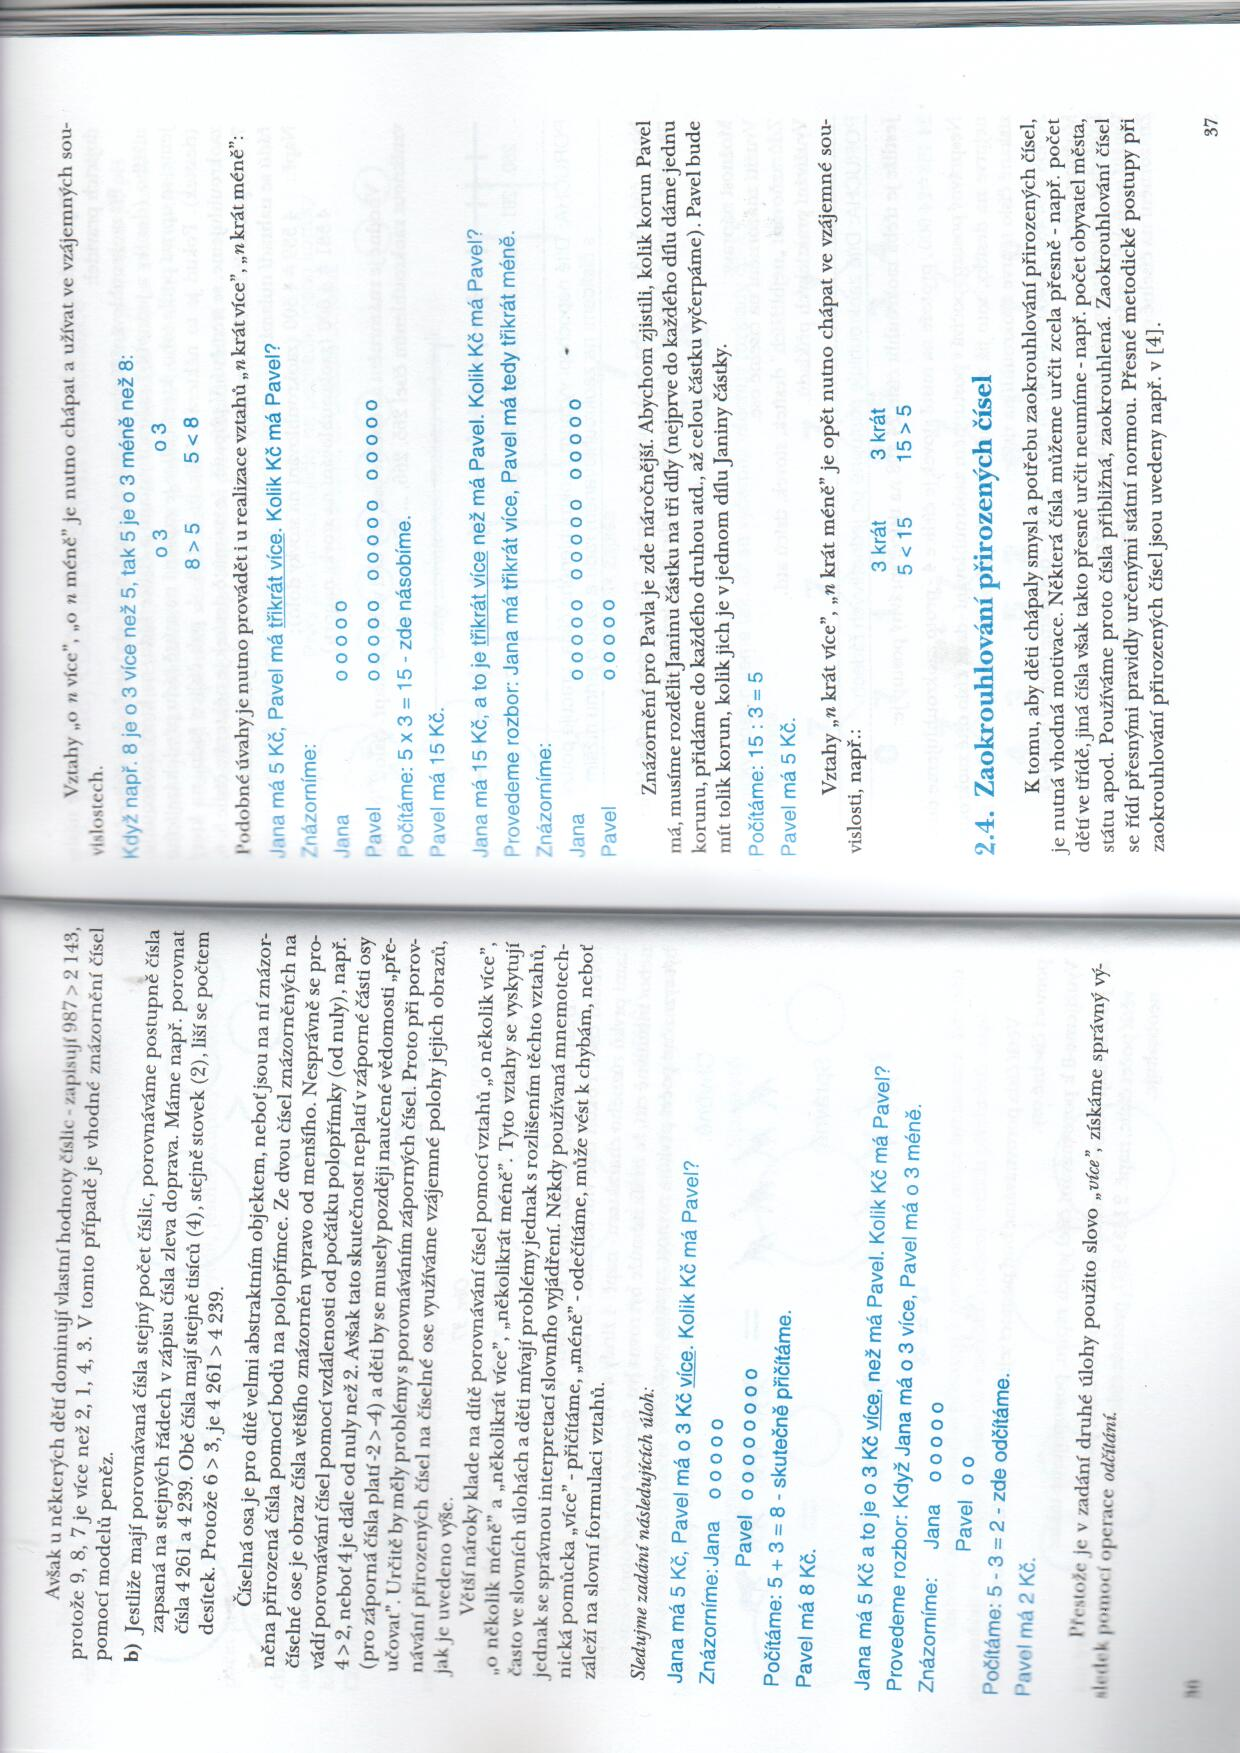 Avšak u některých dětí dominují vlastní hodnoty číslic - zapisují 987 > 2 143,
protože 9, 8, 7 je více než 2, 1, 4, 3. V tomto případě je vhodné znázornění čísel
pomocí modelů peněz.
b) Jestliže mají porovnávaná čísla stejný počet číslic, porovnáváme postupně čísla
zapsaná na stejných řádech v zápisu čísla zleva doprava. Máme např. porovnat
čísla 4 261 a 4 239. Obě čísla mají stejně tisíců (4), stejně stovek (2), liší se počtem
desítek. Protože 6 > 3, je 4 261 > 4 239.
Číselná osa je pro dítě velmi abstraktním objektem, neboť jsou na ní znázor-
něna přirozená čísla pomocí bodů na polopřímce. Ze dvou čísel znázorněných na
číselné ose je obraz čísla většího znázorněn vpravo od menšího. Nesprávně se pro-
vádí porovnávání čísel pomocí vzdálenosti od počátku polopřímky (od nuly), např.
4 > 2, neboť 4 je dále od nuly než 2. Avšak tato skutečnost neplatí v záporné části osy
(pro záporná čísla platí -2 > -4) a děti by se musely později naučené vědomosti „pře-
učovat". Určitě by měly problémy s porovnáváním záporných čísel. Proto při porov-
návání přirozených čísel na číselné ose využíváme vzájemné polohy jejich obrazů,
jak je uvedeno výše.
Větší nároky klade na dítě porovnávání čísel pomocí vztahů „o několik více",
„o několik méně" a „několikrát více", „několikrát méně". Tyto vztahy se vyskytují
často ve slovních úlohách a děti mívají problémy jednak s rozlišením těchto vztahů,
jednak se správnou interpretací slovního vyjádření. Někdy používaná mnemotech-
nická pomůcka „více" - přičítáme, „méně" - odečítáme, může vést k chybám, neboť
záleží na slovní formulaci vztahů.
Sledujme zadání následujících úloh:
Jana má 5 Kč, Pavel má o 3 Kč více. Kolik Kč má Pavel?
Znázorníme: Jana o o o o o
Pavel o o o o o o o o
Počítáme: 5 + 3 = 8 - skutečně přičítáme.
Pavel má 8 Kč.
Jana má 5 Kč a to je o 3 Kč více, než má Pavel. Kolik Kč má Pavel?
Provedeme rozbor: Když Jana má o 3 více, Pavel má o 3 méně.
Znázorníme: Jana o o o o o
Pavel o o
Počítáme: 5 - 3 = 2 - zde odčítáme.
Pavel má 2 Kč.
Přestože je v zadání druhé úlohy použito slovo „více", získáme správný vý-
sledek pomocí operace odčítání.
36
Vztahy „o n více", „o n méně" je nutno chápat a užívat ve vzájemných sou-
vislostech.
Když např. 8 je o 3 více než 5, tak 5 je o 3 méně než 8:
o 3 o 3
8 > 5 5 < 8
Podobné úvahy je nutno provádět i u realizace vztahů „n krát více", „n krát méně":
Jana má 5 Kč, Pavel má třikrát více. Kolik Kč má Pavel?
Znázorníme:
Jana o o o o o
Pavel o o o o o o o o o o o o o o o
Počítáme: 5 x 3 = 15 - zde násobíme.
Pavel má 15 Kč.
Jana má 15 Kč, a to je třikrát více než má Pavel. Kolik Kč má Pavel?
Provedeme rozbor: Jana má třikrát více, Pavel má tedy třikrát méně.
Znázorníme:
Jana o o o o o o o o o o o o o o o
Pavel o o o o o
Znázornění pro Pavla je zde náročnější. Abychom zjistili, kolik korun Pavel
má, musíme rozdělit Janinu částku na tři díly (nejprve do každého dílu dáme jednu
korunu, přidáme do každého druhou atd., až celou částku vyčerpáme). Pavel bude
mít tolik korun, kolik jich je v jednom dílu Janiny částky.
Počítáme: 15 : 3 = 5
Pavel má 5 Kč.
Vztahy „n krát více", „n krát méně" je opět nutno chápat ve vzájemné sou-
vislosti, např.:
3 krát 3 krát
5 < 15 15 > 5
2.4. Zaokrouhlování přirozených čísel
K tomu, aby děti chápaly smysl a potřebu zaokrouhlování přirozených čísel,
je nutná vhodná motivace. Některá čísla můžeme určit zcela přesně - např. počet
dětí ve třídě, jiná čísla však takto přesně určit neumíme - např. počet obyvatel města,
státu apod. Používáme proto čísla přibližná, zaokrouhlená. Zaokrouhlování čísel
se řídí přesnými pravidly určenými státní normou. Přesné metodické postupy při
zaokrouhlování přirozených čísel jsou uvedeny např. v [4].
37